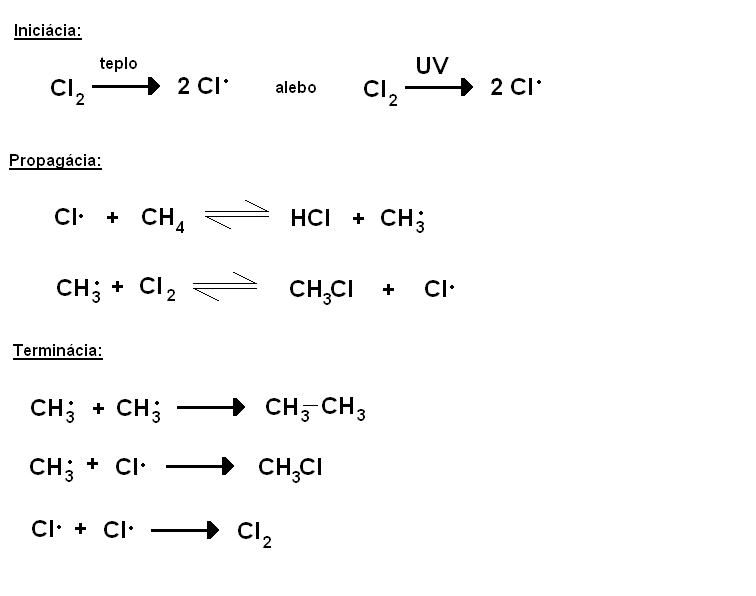 Iniciácia:
Cl₂ teplo → 2 Cl• alebo Cl₂ UV → 2 Cl•
Propagácia:
Cl• + CH₄ ⇌ HCl + CH₃•
CH₃• + Cl₂ ⇌ CH₃Cl + Cl•
Terminácia:
CH₃• + CH₃• → CH₃–CH₃
CH₃• + Cl• → CH₃Cl
Cl• + Cl• → Cl₂